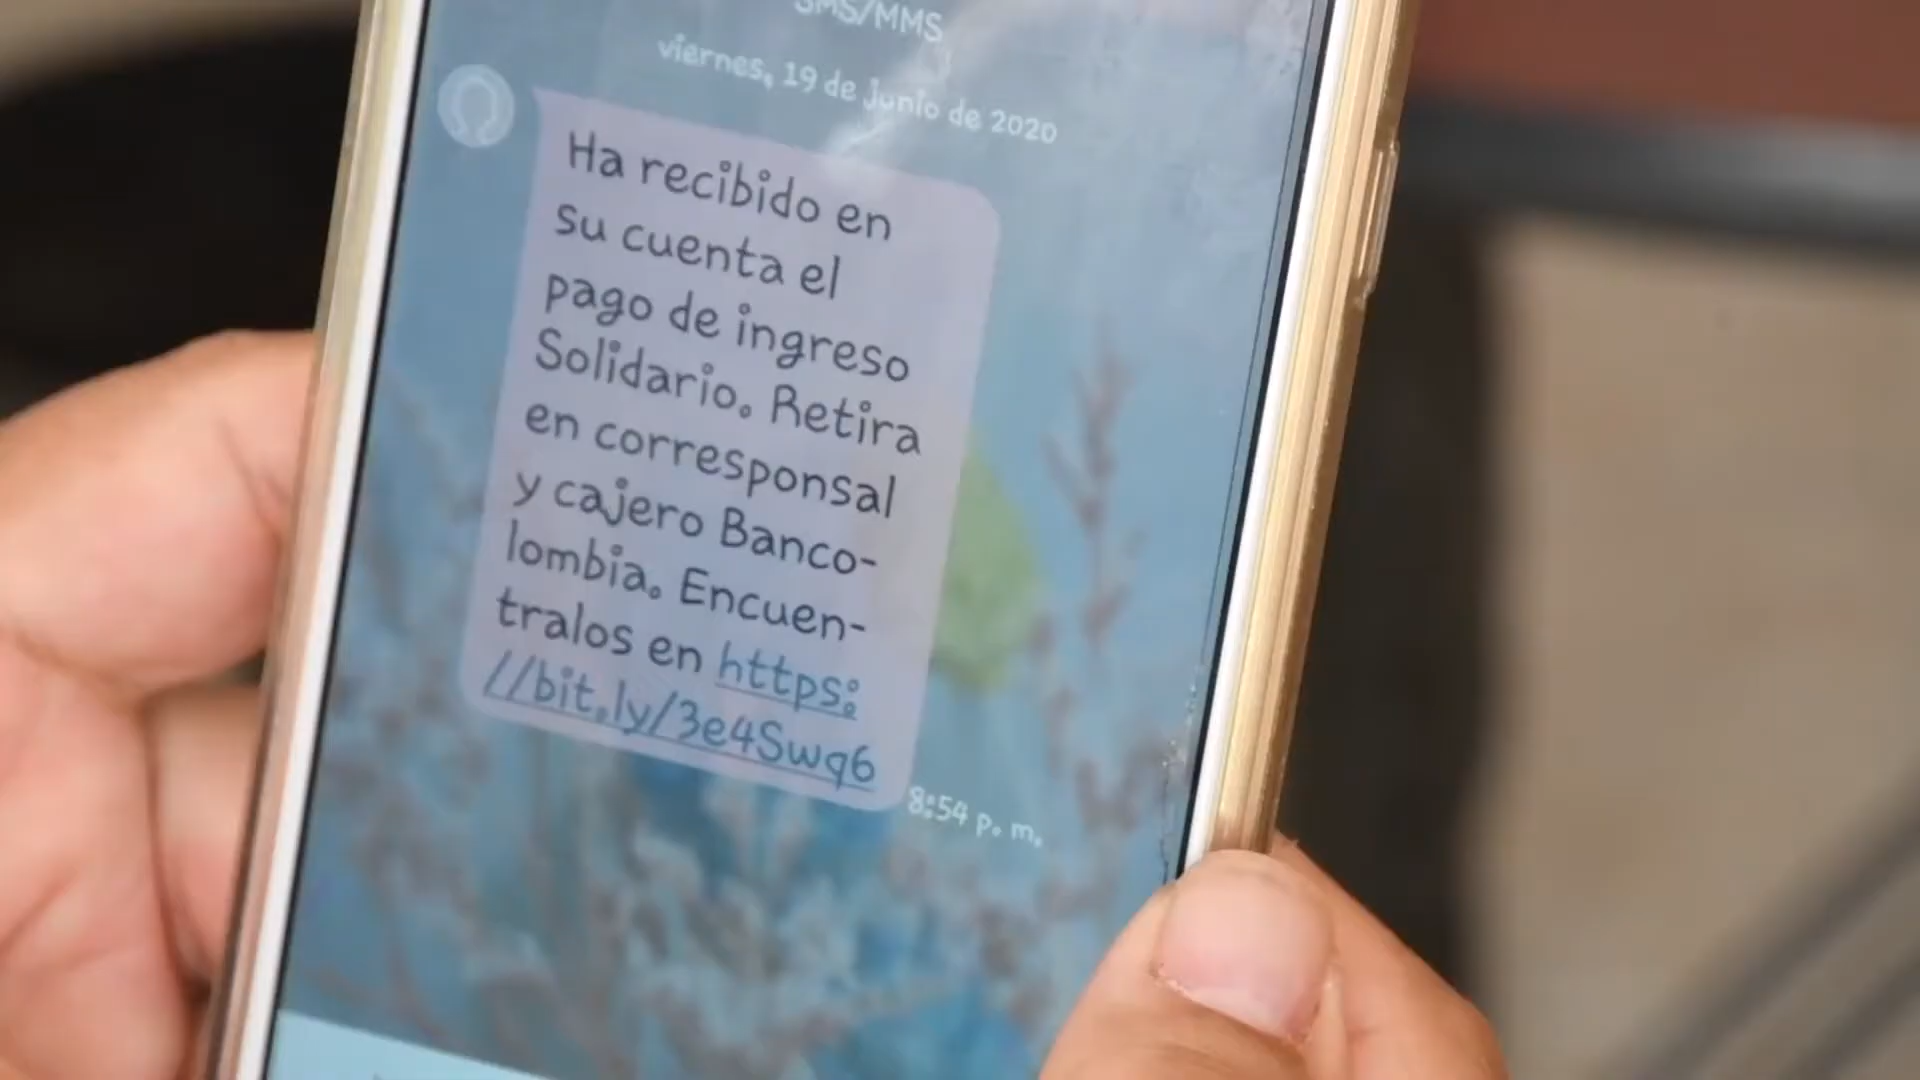 SMS/MMS
viernes, 19 de junio de 2020
Ha recibido en
su cuenta el
pago de ingreso
Solidario. Retira
en corresponsal
y cajero Banco-
lombia. Encuen-
tralos en https:
//bit.ly/3e4Swq6
8:54 p. m.